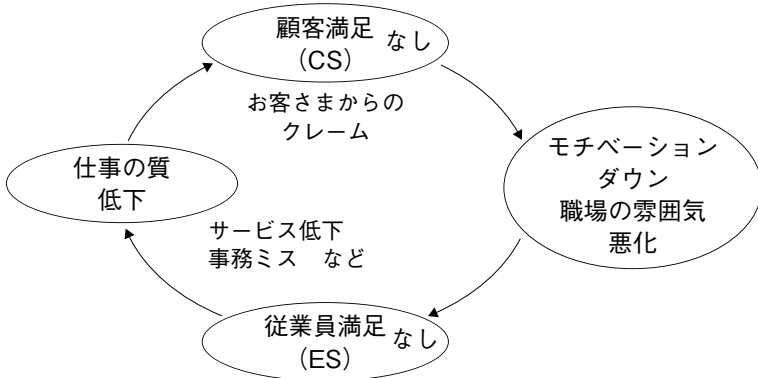 顧客満足 なし
(CS)
お客さまからの
クレーム
モチベーション
ダウン
職場の雰囲気
悪化
仕事の質
低下
サービス低下
事務ミス　など
従業員満足 なし
(ES)